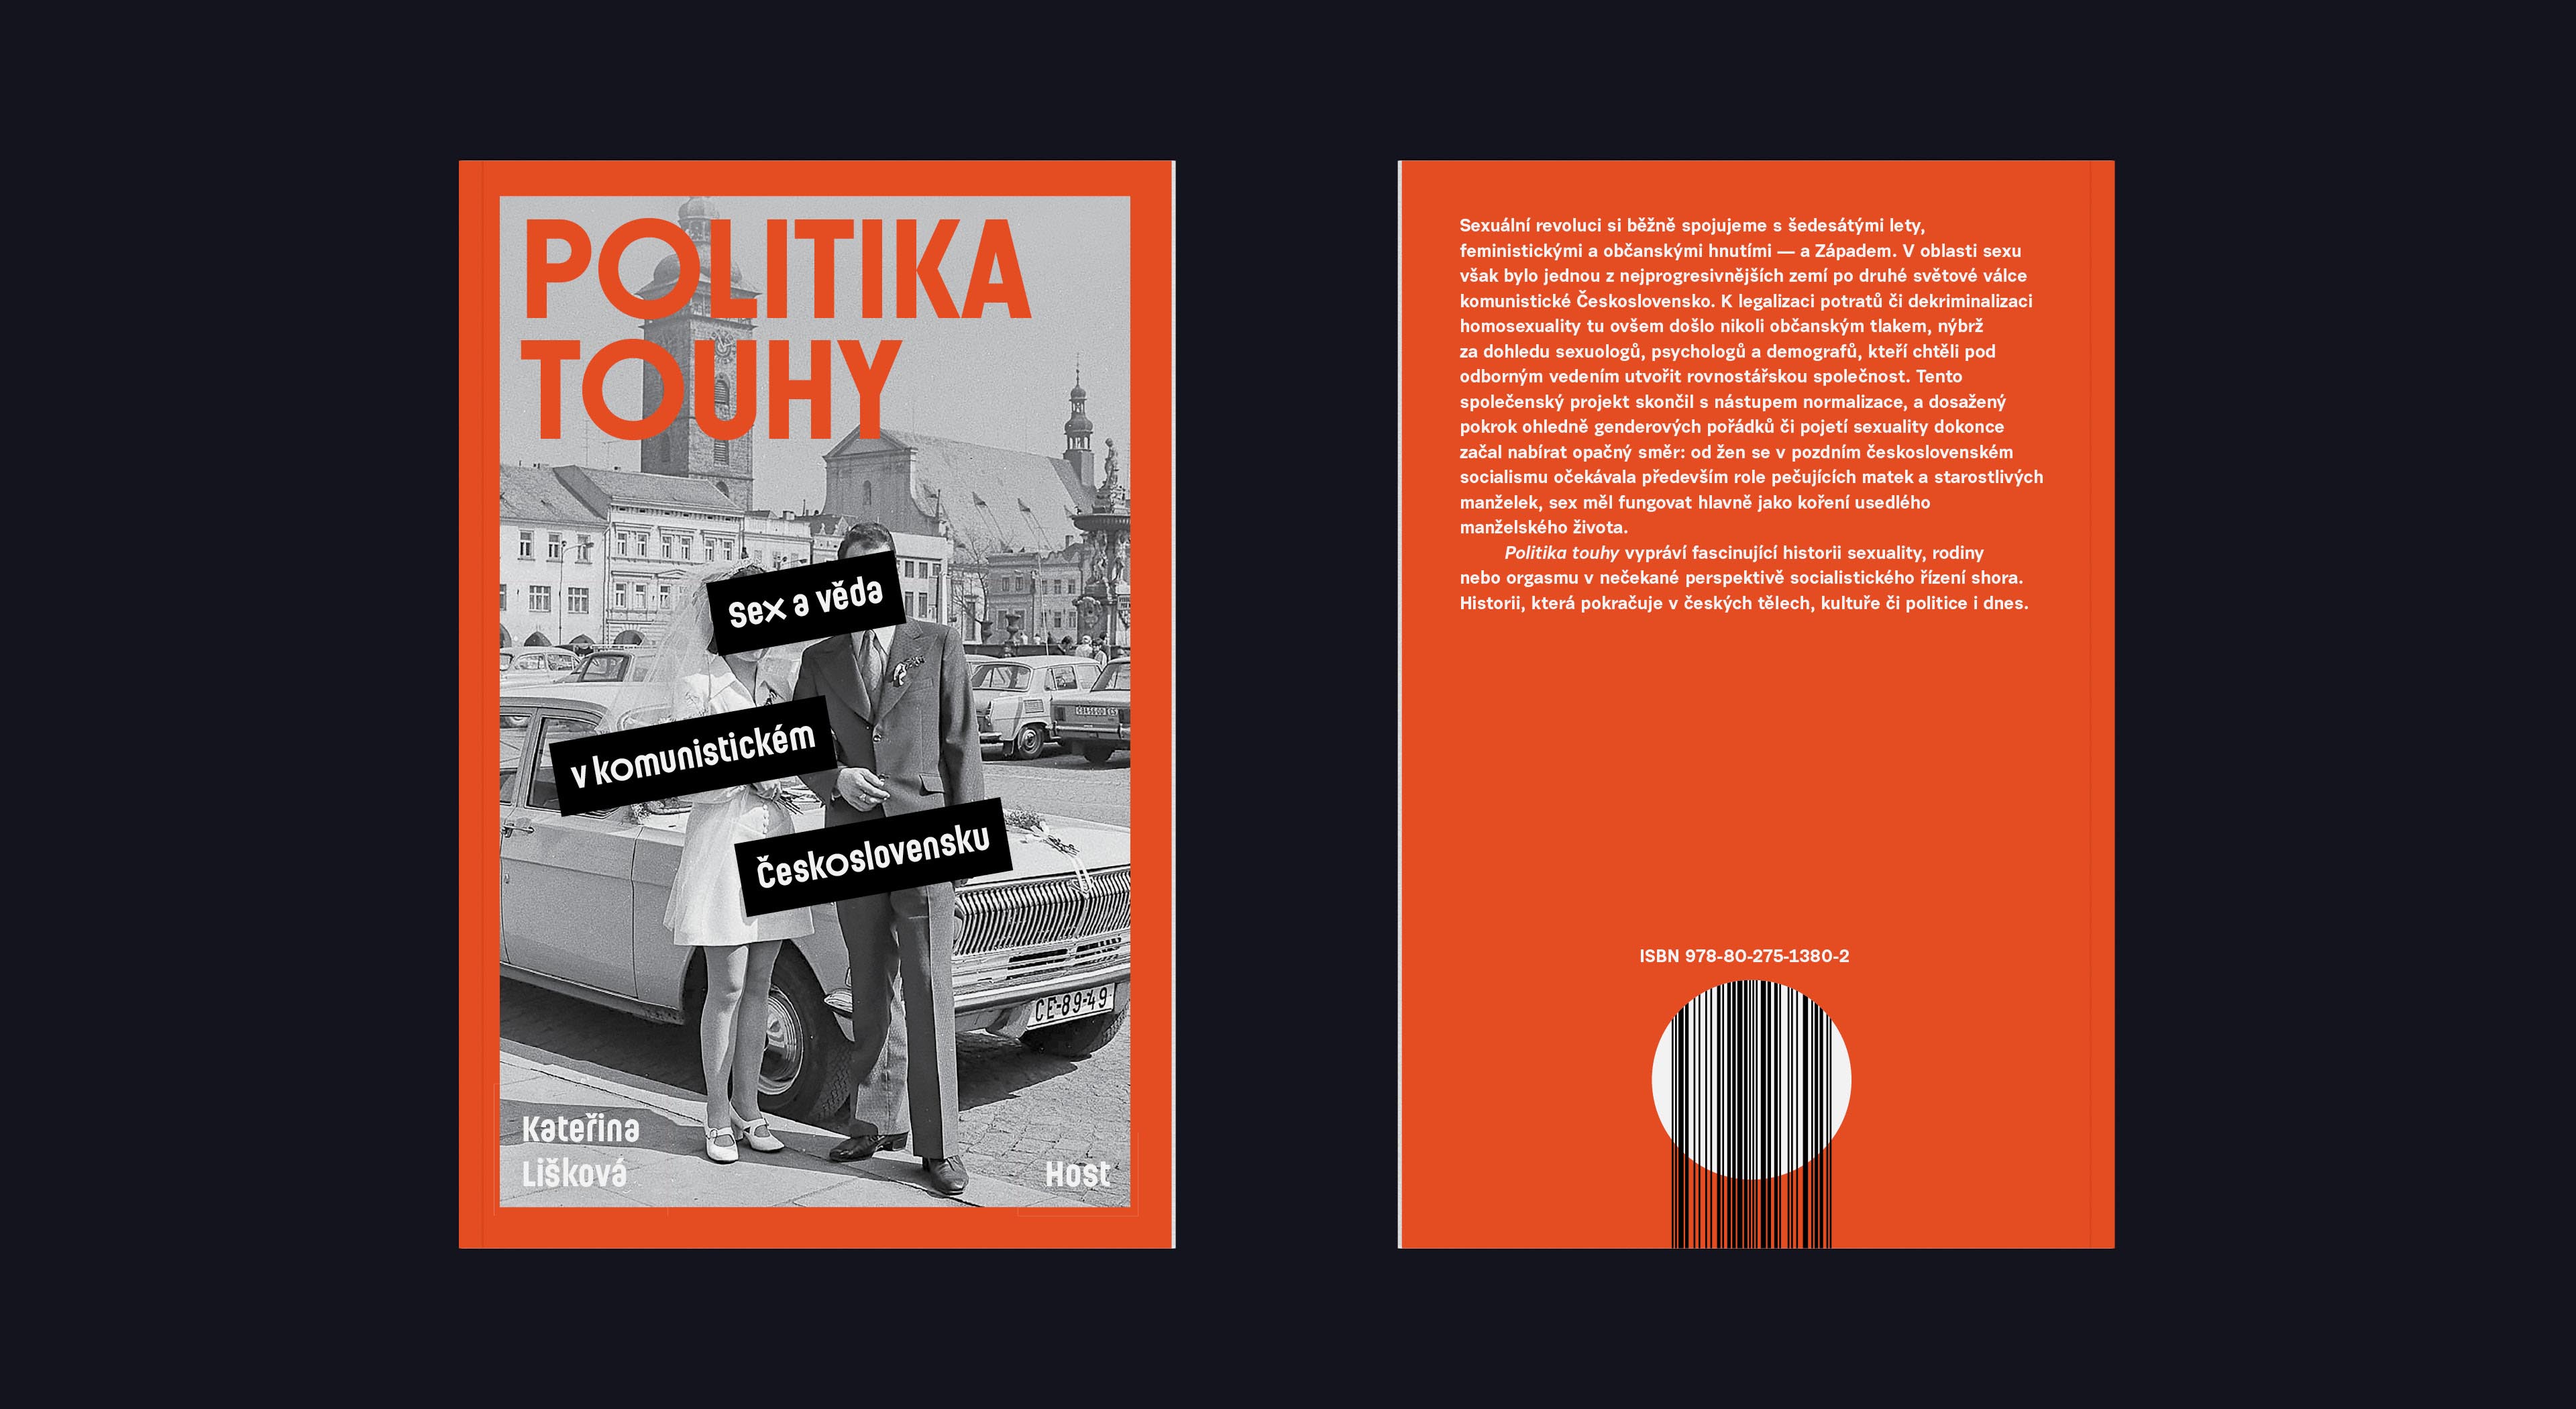 POLITIKA
TOUHY
Sex a věda
v komunistickém
Československu
CE-89-49
Kateřina
Lišková
Host
Sexuální revoluci si běžně spojujeme s šedesátými lety,
feministickými a občanskými hnutími — a Západem. V oblasti sexu
však bylo jednou z nejprogresivnějších zemí po druhé světové válce
komunistické Československo. K legalizaci potratů či dekriminalizaci
homosexuality tu ovšem došlo nikoli občanským tlakem, nýbrž
za dohledu sexuologů, psychologů a demografů, kteří chtěli pod
odborným vedením utvořit rovnostářskou společnost. Tento
společenský projekt skončil s nástupem normalizace, a dosažený
pokrok ohledně genderových pořádků či pojetí sexuality dokonce
začal nabírat opačný směr: od žen se v pozdním československém
socialismu očekávala především role pečujících matek a starostlivých
manželek, sex měl fungovat hlavně jako koření usedlého
manželského života.
Politika touhy vypráví fascinující historii sexuality, rodiny
nebo orgasmu v nečekané perspektivě socialistického řízení shora.
Historii, která pokračuje v českých tělech, kultuře či politice i dnes.
ISBN 978-80-275-1380-2